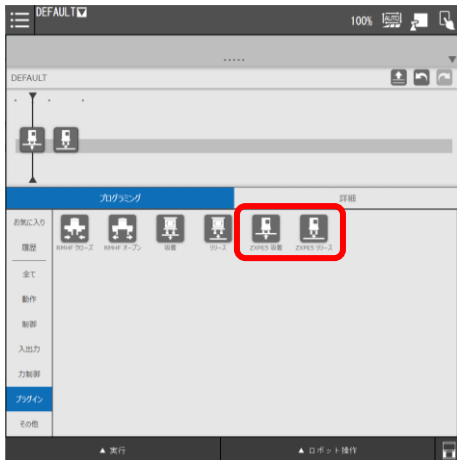 DEFAULT
100%
AUTO
DEFAULT
プログラミング
詳細
お気に入り
履歴
全て
動作
制御
入出力
力制御
プラグイン
その他
RMHF クローズ
RMHF オープン
吸着
リリース
ZXPE5 吸着
ZXPE5 リリース
▲ 実行
▲ ロボット操作